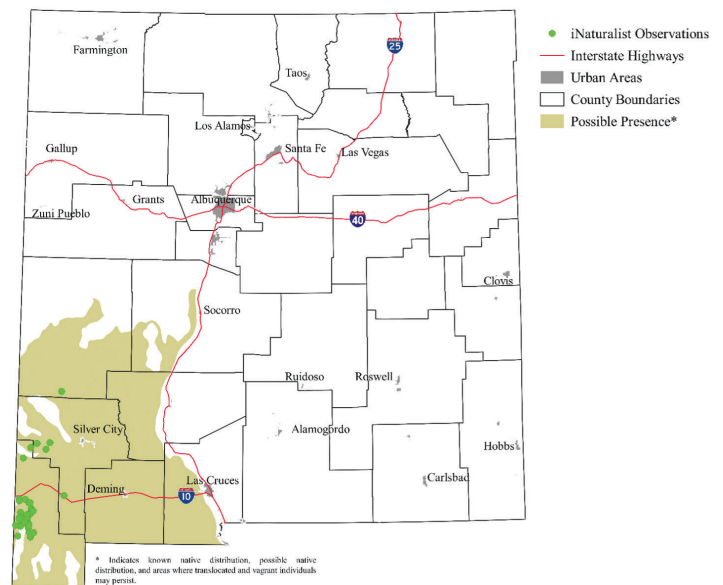 Farmington
Taos
25
Los Alamos
Gallup
Santa Fe
Las Vegas
Grants
Albuquerque
Zuni Pueblo
40
Clovis
Socorro
Ruidoso
Roswell
Silver City
Alamogordo
Hobbs
Deming
Las Cruces
Carlsbad
10
iNaturalist Observations
Interstate Highways
Urban Areas
County Boundaries
Possible Presence*
* Indicates known native distribution, possible native
distribution, and areas where translocated and vagrant individuals
may persist.